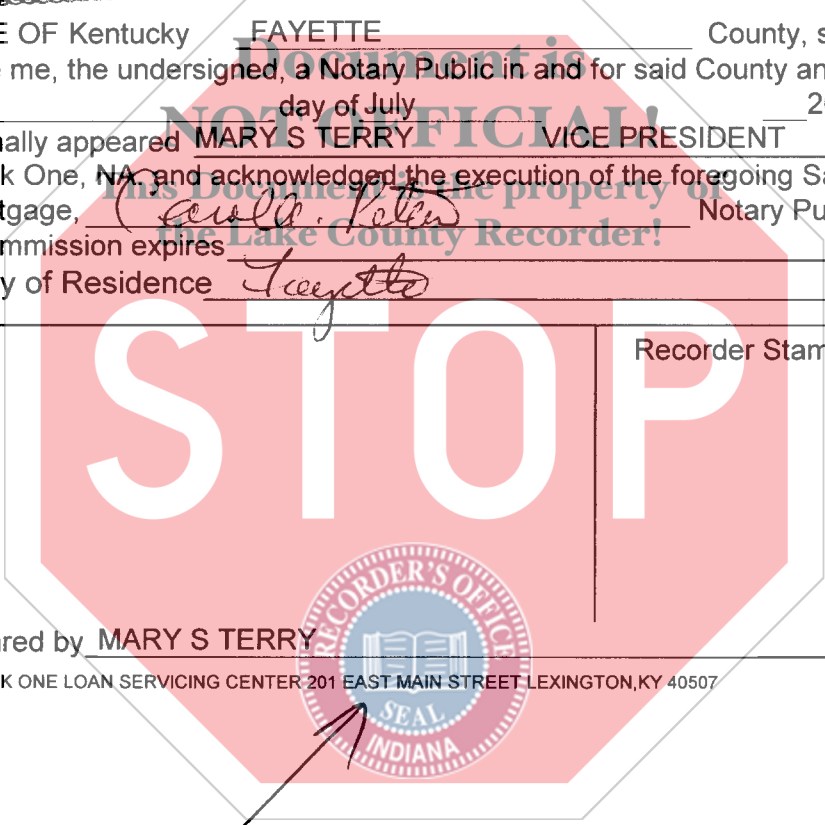 E OF Kentucky FAYETTE County, s
Document is
e me, the undersigned, a Notary Public in and for said County an
day of July 2
NOT OFFICIAL!
nally appeared MARY S TERRY VICE PRESIDENT
k One, NA. and acknowledged the execution of the foregoing Sa
This Document is the property of
tgage, Notary Pu
the Lake County Recorder!
mmission expires
y of Residence Fayette
STOP
Recorder Stam
RECORDER'S OFFICE
ared by MARY S TERRY
K ONE LOAN SERVICING CENTER 201 EAST MAIN STREET LEXINGTON,KY 40507
SEAL
INDIANA